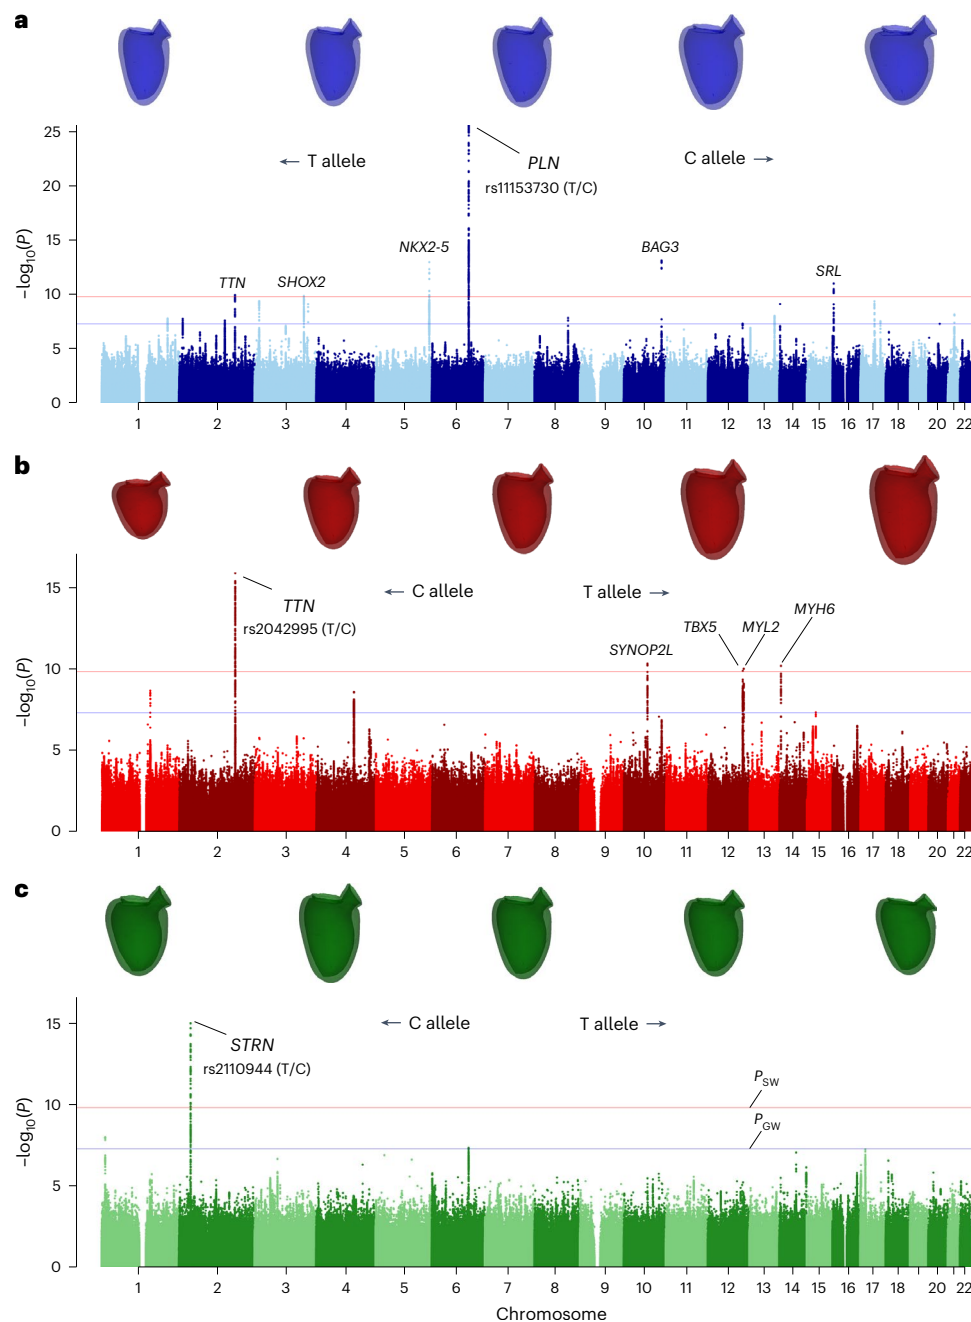 a
25
20
15
10
5
0
−log10(P)
← T allele
C allele →
PLN
rs11153730 (T/C)
NKX2-5
BAG3
TTN
SHOX2
SRL
1 2 3 4 5 6 7 8 9 10 11 12 13 14 15 16 17 18 20 22
b
15
10
5
0
−log10(P)
← C allele
T allele →
TTN
rs2042995 (T/C)
MYH6
TBX5
MYL2
SYNOP2L
1 2 3 4 5 6 7 8 9 10 11 12 13 14 15 16 17 18 20 22
c
15
10
5
0
−log10(P)
← C allele
T allele →
STRN
rs2110944 (T/C)
PSW
PGW
1 2 3 4 5 6 7 8 9 10 11 12 13 14 15 16 17 18 20 22
Chromosome